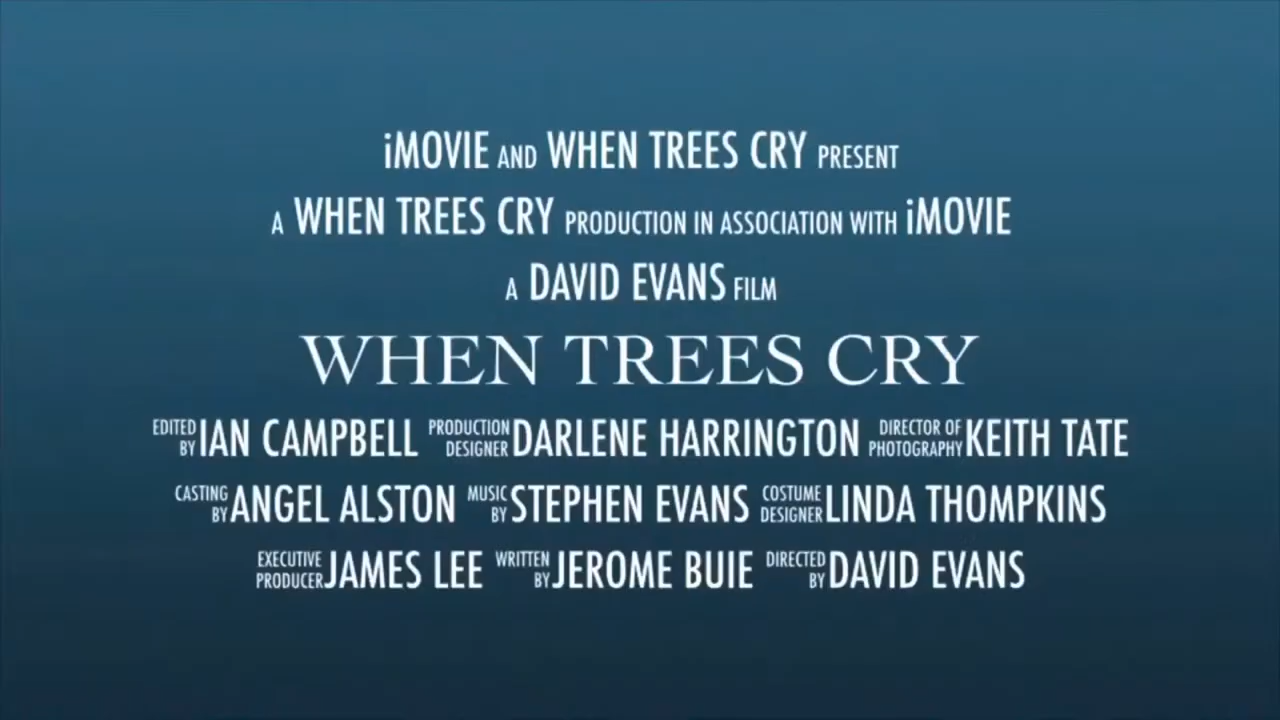 iMOVIE AND WHEN TREES CRY PRESENT
A WHEN TREES CRY PRODUCTION IN ASSOCIATION WITH iMOVIE
A DAVID EVANS FILM
WHEN TREES CRY
EDITED BY IAN CAMPBELL PRODUCTION DESIGNER DARLENE HARRINGTON DIRECTOR OF PHOTOGRAPHY KEITH TATE
CASTING BY ANGEL ALSTON MUSIC BY STEPHEN EVANS COSTUME DESIGNER LINDA THOMPKINS
EXECUTIVE PRODUCER JAMES LEE WRITTEN BY JEROME BUIE DIRECTED BY DAVID EVANS